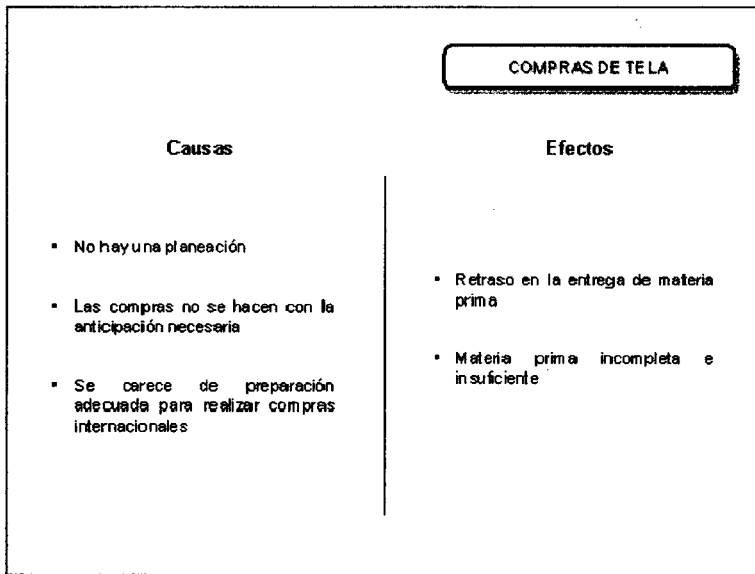 COMPRAS DE TELA
Causas
▪ No hay una planeación
▪ Las compras no se hacen con la
anticipación necesaria
▪ Se carece de preparación
adecuada para realizar compras
internacionales
Efectos
▪ Retraso en la entrega de materia
prima
▪ Materia prima incompleta e
insuficiente